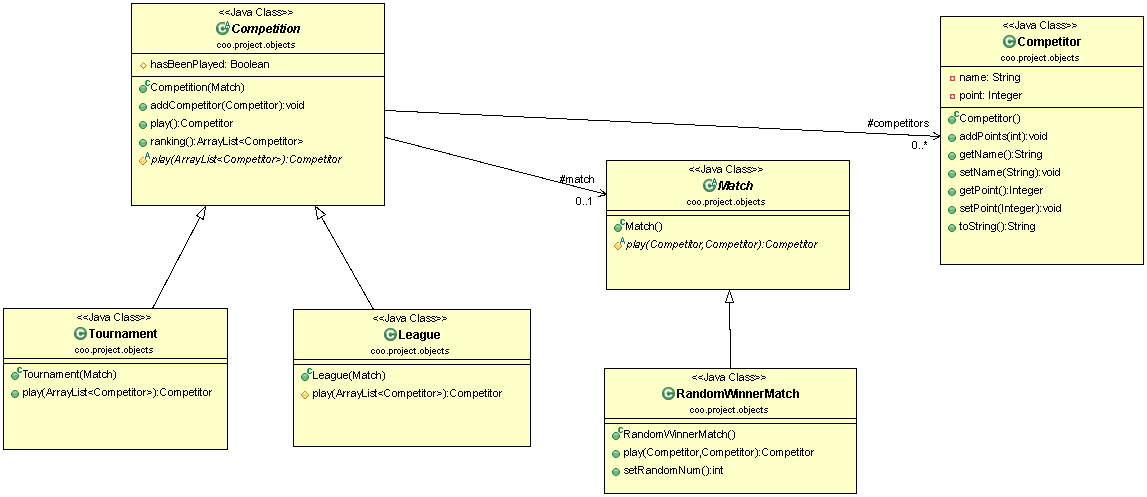 <<Java Class>>
Competition
coo.project.objects
hasBeenPlayed: Boolean
Competition(Match)
addCompetitor(Competitor):void
play():Competitor
ranking():ArrayList<Competitor>
play(ArrayList<Competitor>):Competitor
<<Java Class>>
Competitor
coo.project.objects
name: String
point: Integer
Competitor()
addPoints(int):void
getName():String
setName(String):void
getPoint():Integer
setPoint(Integer):void
toString():String
#competitors
0..*
#match
0..1
<<Java Class>>
Match
coo.project.objects
Match()
play(Competitor,Competitor):Competitor
<<Java Class>>
Tournament
coo.project.objects
Tournament(Match)
play(ArrayList<Competitor>):Competitor
<<Java Class>>
League
coo.project.objects
League(Match)
play(ArrayList<Competitor>):Competitor
<<Java Class>>
RandomWinnerMatch
coo.project.objects
RandomWinnerMatch()
play(Competitor,Competitor):Competitor
setRandomNum():int